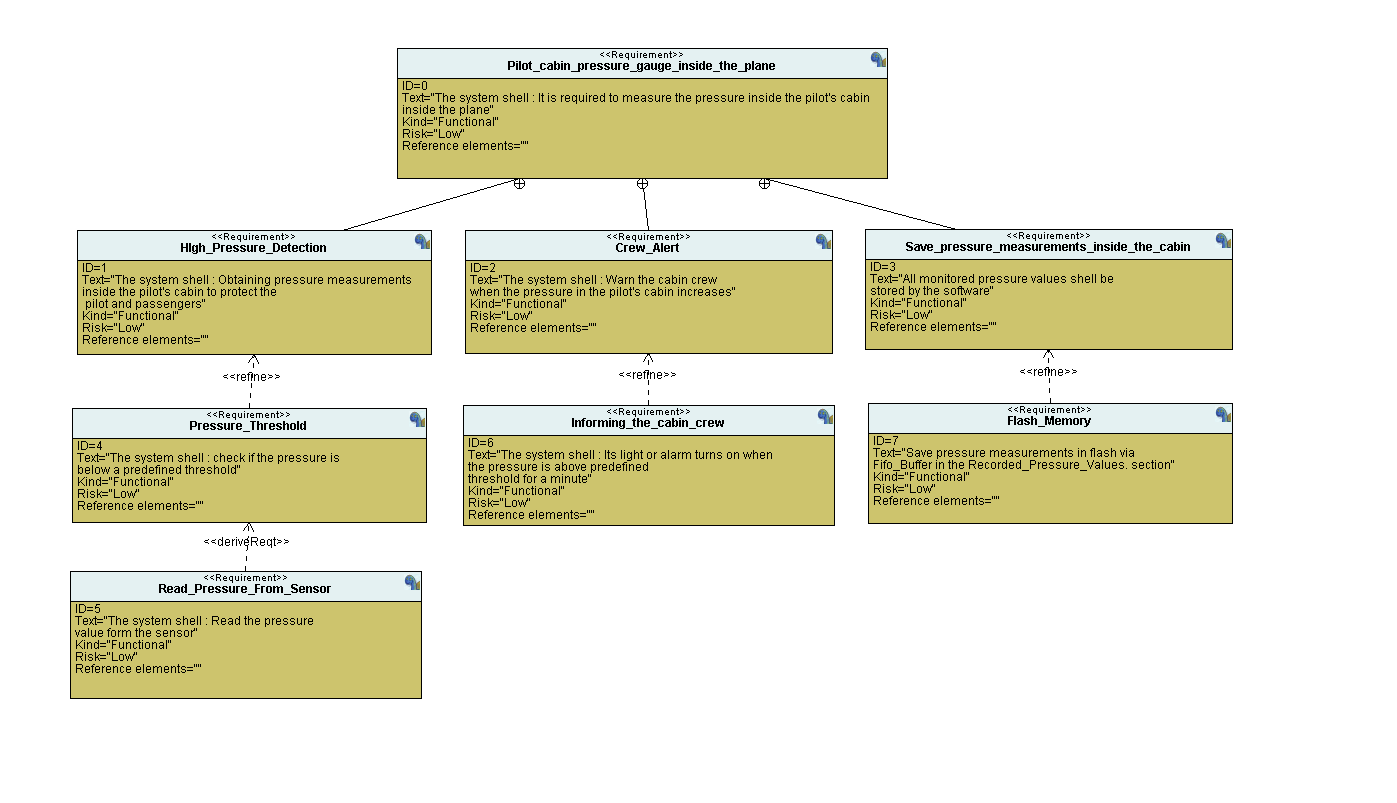 <<Requirement>>
Pilot_cabin_pressure_gauge_inside_the_plane
ID=0
Text="The system shell : It is required to measure the pressure inside the pilot's cabin
inside the plane"
Kind="Functional"
Risk="Low"
Reference elements=""
<<Requirement>>
High_Pressure_Detection
ID=1
Text="The system shell : Obtaining pressure measurements
inside the pilot's cabin to protect the
pilot and passengers"
Kind="Functional"
Risk="Low"
Reference elements=""
<<Requirement>>
Crew_Alert
ID=2
Text="The system shell : Warn the cabin crew
when the pressure in the pilot's cabin increases"
Kind="Functional"
Risk="Low"
Reference elements=""
<<Requirement>>
Save_pressure_measurements_inside_the_cabin
ID=3
Text="All monitored pressure values shell be
stored by the software"
Kind="Functional"
Risk="Low"
Reference elements=""
<<refine>>
<<refine>>
<<refine>>
<<Requirement>>
Pressure_Threshold
ID=4
Text="The system shell : check if the pressure is
below a predefined threshold"
Kind="Functional"
Risk="Low"
Reference elements=""
<<Requirement>>
Informing_the_cabin_crew
ID=6
Text="The system shell : Its light or alarm turns on when
the pressure is above predefined
threshold for a minute"
Kind="Functional"
Risk="Low"
Reference elements=""
<<Requirement>>
Flash_Memory
ID=7
Text="Save pressure measurements in flash via
Fifo_Buffer in the Recorded_Pressure_Values. section"
Kind="Functional"
Risk="Low"
Reference elements=""
<<deriveReqt>>
<<Requirement>>
Read_Pressure_From_Sensor
ID=5
Text="The system shell : Read the pressure
value form the sensor"
Kind="Functional"
Risk="Low"
Reference elements=""